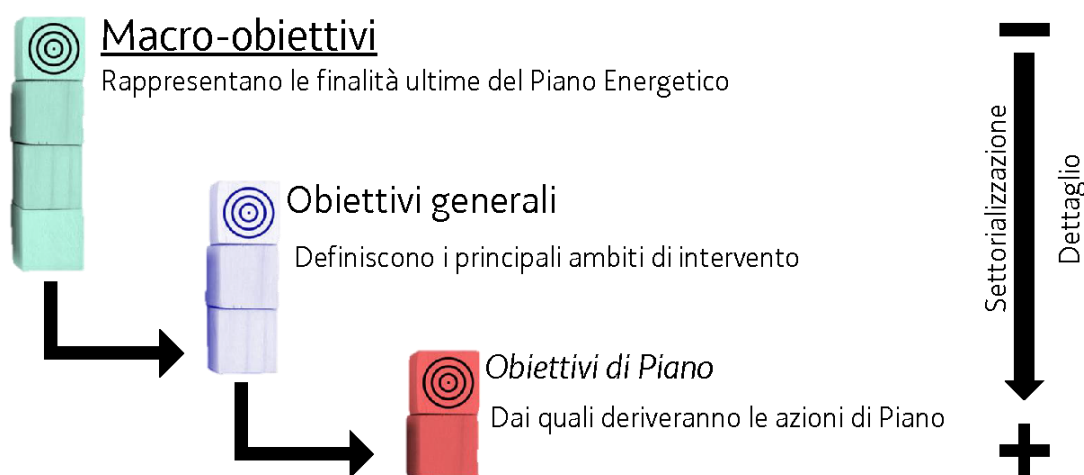 Macro-obiettivi
Rappresentano le finalità ultime del Piano Energetico
Obiettivi generali
Definiscono i principali ambiti di intervento
Obiettivi di Piano
Dai quali deriveranno le azioni di Piano
Settorializzazione
Dettaglio